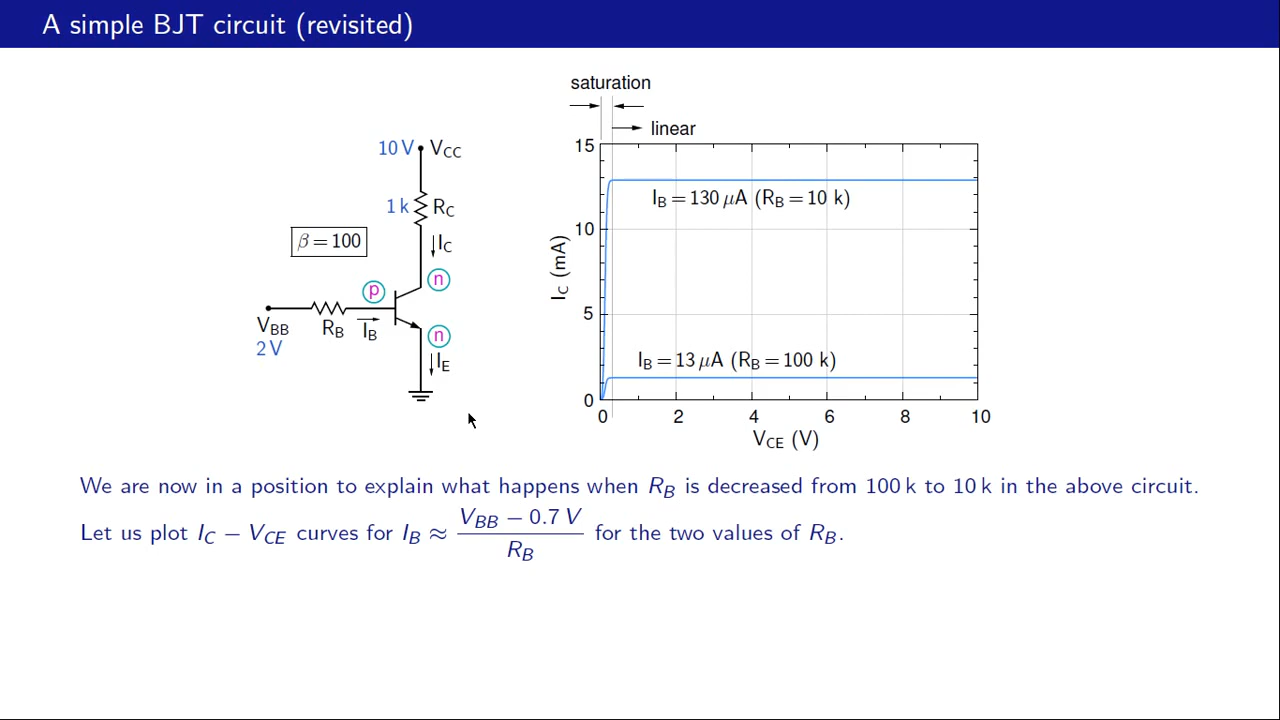 A simple BJT circuit (revisited)
saturation
linear
10 V V_CC
1 k R_C
β = 100
I_C
n
p
V_BB
2 V
R_B
I_B
n
I_E
15
10
5
0
I_C (mA)
I_B = 130 μA (R_B = 10 k)
I_B = 13 μA (R_B = 100 k)
0 2 4 6 8 10
V_CE (V)
We are now in a position to explain what happens when R_B is decreased from 100 k to 10 k in the above circuit.
Let us plot I_C − V_CE curves for I_B ≈ (V_BB − 0.7 V) / R_B for the two values of R_B.